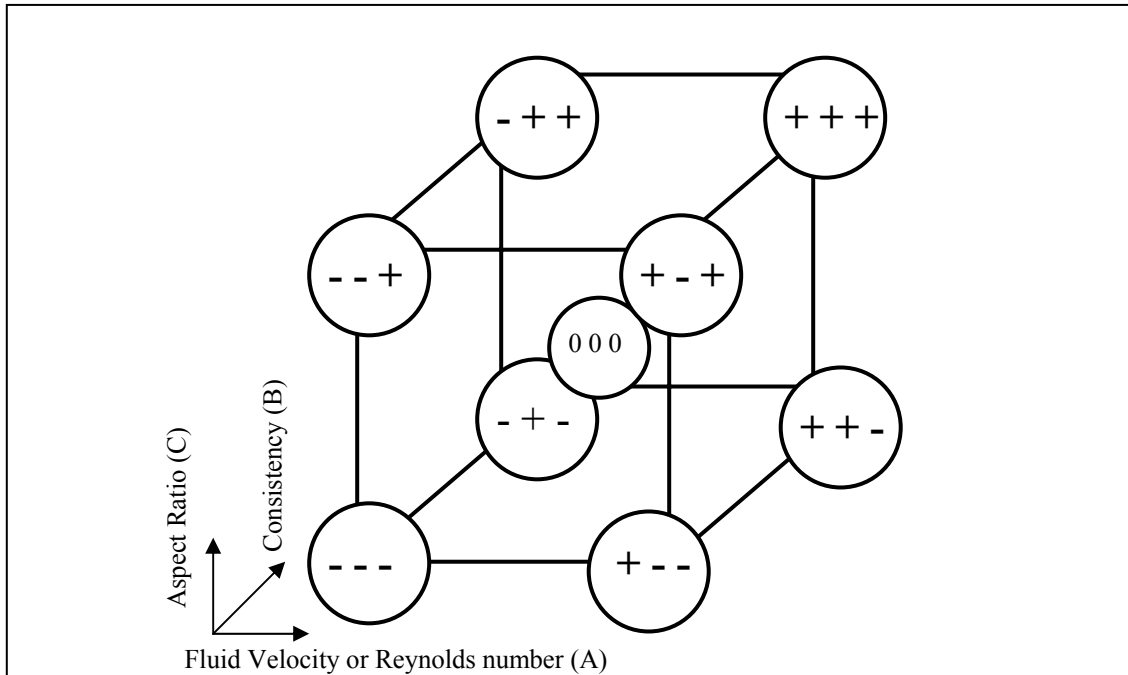 - + +
+ + +
- - +
+ - +
0 0 0
- + -
+ + -
- - -
+ - -
Aspect Ratio (C)
Consistency (B)
Fluid Velocity or Reynolds number (A)